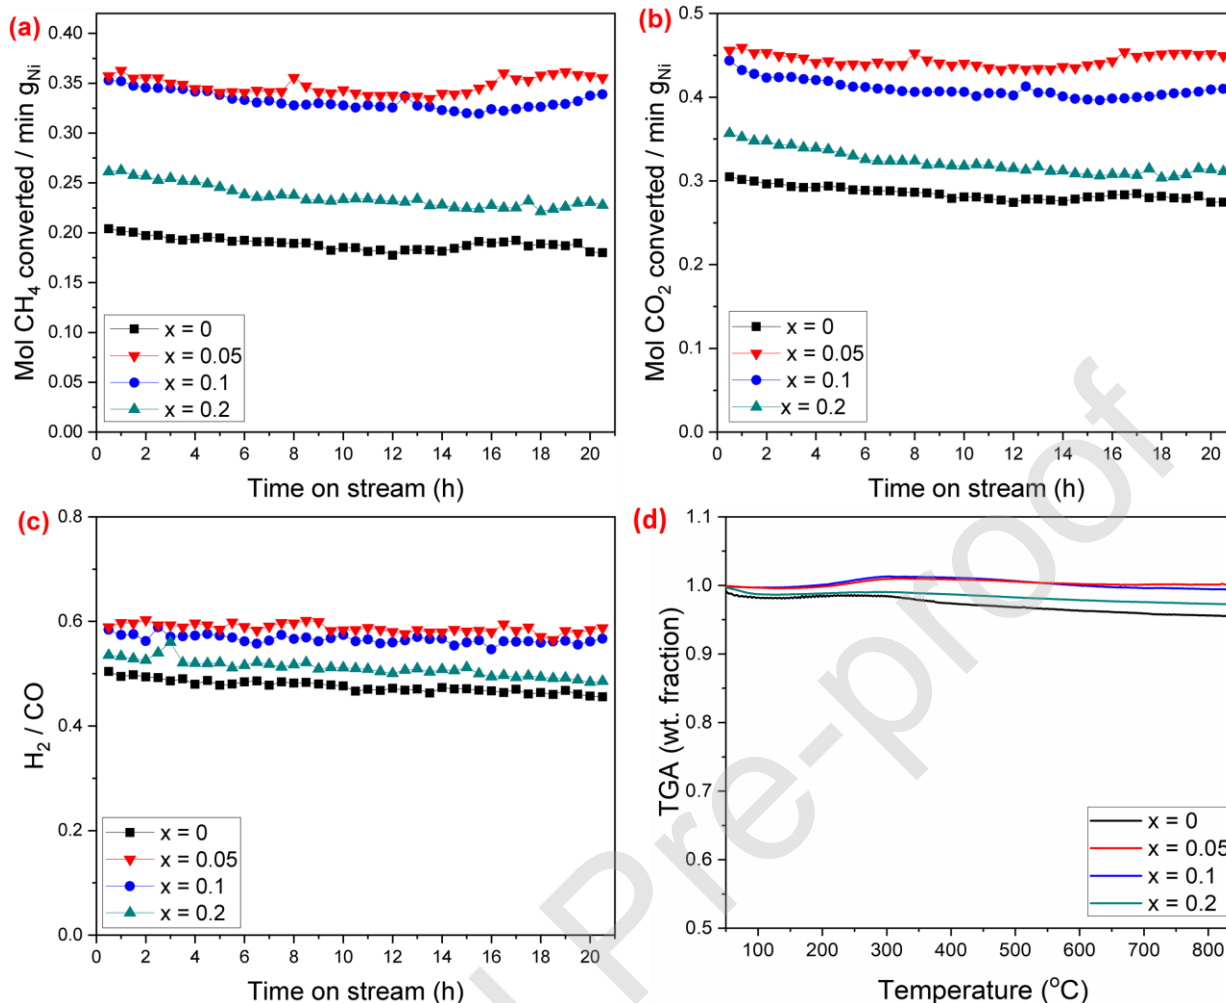 (a)
0.40
0.35
0.30
0.25
0.20
0.15
0.10
0.05
0.00
Mol CH4 converted / min gNi
x = 0
x = 0.05
x = 0.1
x = 0.2
0 2 4 6 8 10 12 14 16 18 20
Time on stream (h)
(b)
0.5
0.4
0.3
0.2
0.1
0.0
Mol CO2 converted / min gNi
x = 0
x = 0.05
x = 0.1
x = 0.2
0 2 4 6 8 10 12 14 16 18 20
Time on stream (h)
(c)
0.8
0.6
0.4
0.2
0.0
H2 / CO
x = 0
x = 0.05
x = 0.1
x = 0.2
0 2 4 6 8 10 12 14 16 18 20
Time on stream (h)
(d)
1.1
1.0
0.9
0.8
0.7
0.6
0.5
TGA (wt. fraction)
x = 0
x = 0.05
x = 0.1
x = 0.2
100 200 300 400 500 600 700 800
Temperature (oC)
Pre-proof